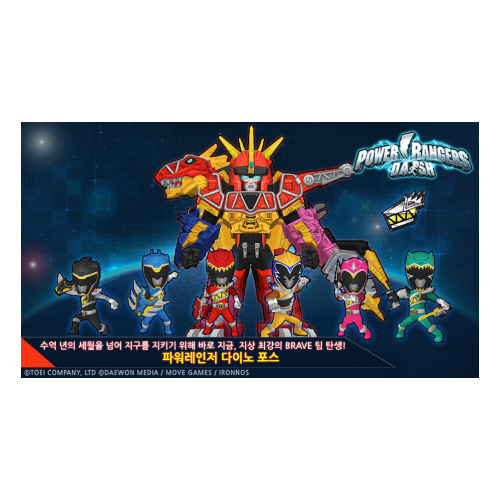 POWER RANGERS
DASH
수억 년의 세월을 넘어 지구를 지키기 위해 바로 지금, 지상 최강의 BRAVE 팀 탄생!
파워레인저 다이노 포스
©TOEI COMPANY, LTD ©DAEWON MEDIA / MOVE GAMES / IRONNOS